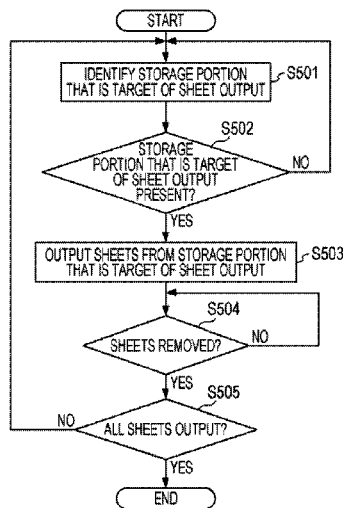 START
IDENTIFY STORAGE PORTION
THAT IS TARGET OF SHEET OUTPUT
S501
S502
STORAGE
PORTION THAT IS TARGET
OF SHEET OUTPUT
PRESENT?
NO
YES
OUTPUT SHEETS FROM STORAGE PORTION
THAT IS TARGET OF SHEET OUTPUT
S503
S504
SHEETS REMOVED?
NO
YES
S505
NO
ALL SHEETS OUTPUT?
YES
END